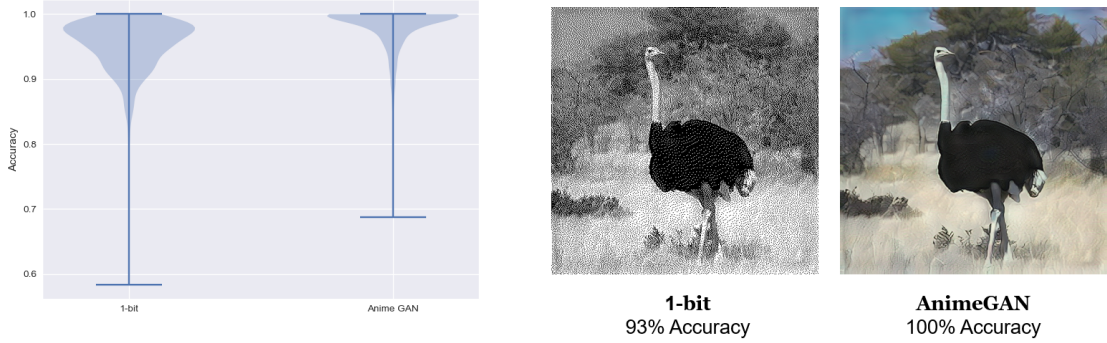 1.0
0.9
0.8
0.7
0.6
Accuracy
1-bit
Anime GAN
1-bit
93% Accuracy
AnimeGAN
100% Accuracy